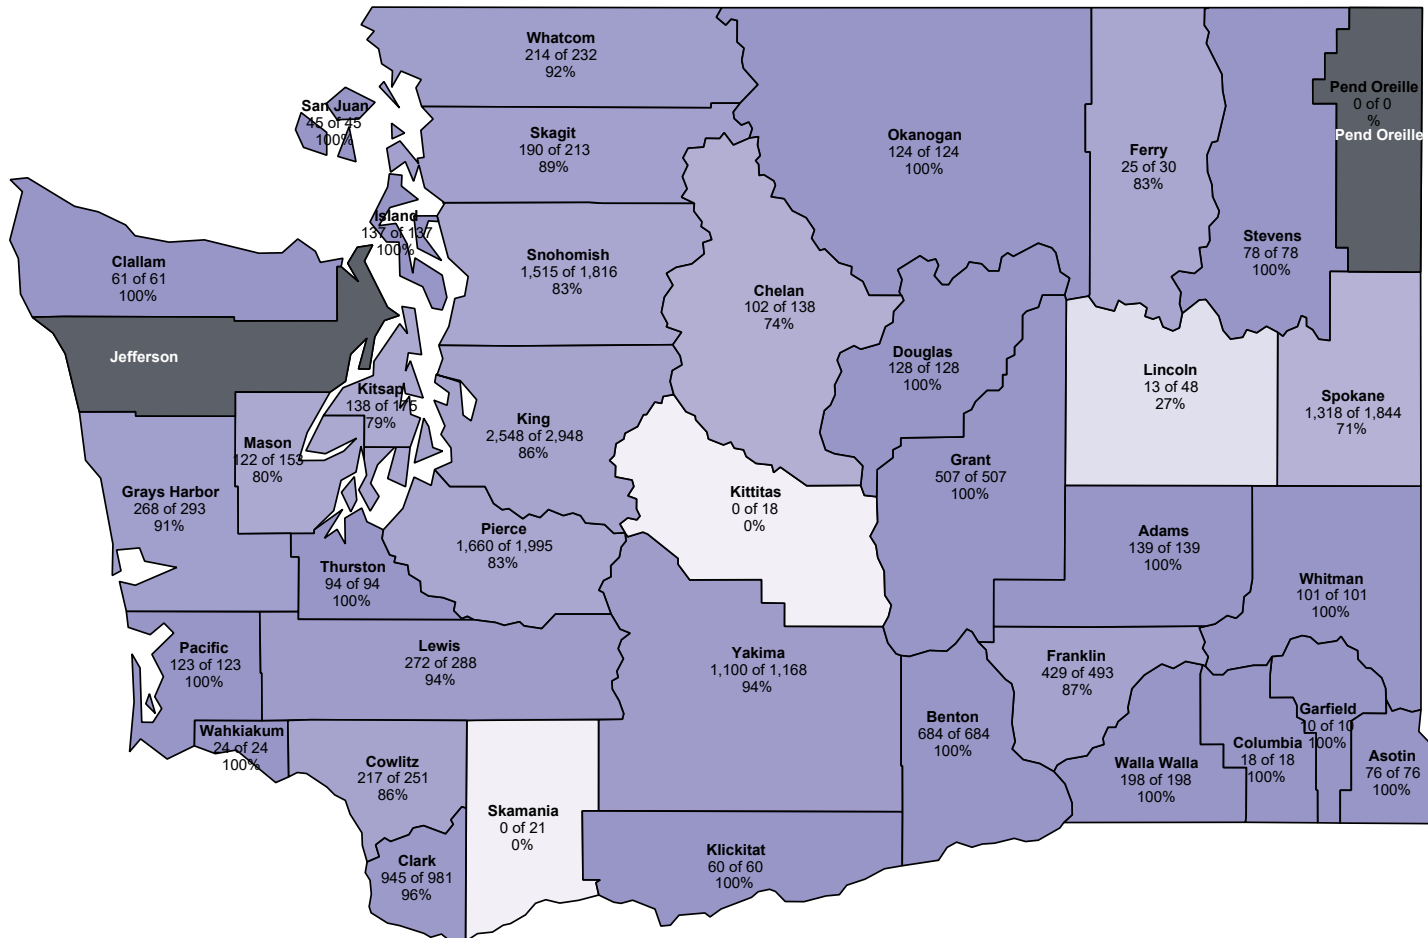 Whatcom
214 of 232
92%
San Juan
45 of 45
100%
Skagit
190 of 213
89%
Okanogan
124 of 124
100%
Ferry
25 of 30
83%
Pend Oreille
0 of 0
%
Pend Oreille
Island
137 of 137
100%
Stevens
78 of 78
100%
Clallam
61 of 61
100%
Snohomish
1,515 of 1,816
83%
Chelan
102 of 138
74%
Jefferson
Douglas
128 of 128
100%
Lincoln
13 of 48
27%
Spokane
1,318 of 1,844
71%
Kitsap
138 of 175
79%
King
2,548 of 2,948
86%
Mason
122 of 153
80%
Grant
507 of 507
100%
Grays Harbor
268 of 293
91%
Kittitas
0 of 18
0%
Pierce
1,660 of 1,995
83%
Adams
139 of 139
100%
Thurston
94 of 94
100%
Whitman
101 of 101
100%
Pacific
123 of 123
100%
Lewis
272 of 288
94%
Yakima
1,100 of 1,168
94%
Franklin
429 of 493
87%
Garfield
10 of 10
100%
Wahkiakum
24 of 24
100%
Benton
684 of 684
100%
Columbia
18 of 18
100%
Asotin
76 of 76
100%
Cowlitz
217 of 251
86%
Walla Walla
198 of 198
100%
Skamania
0 of 21
0%
Clark
945 of 981
96%
Klickitat
60 of 60
100%